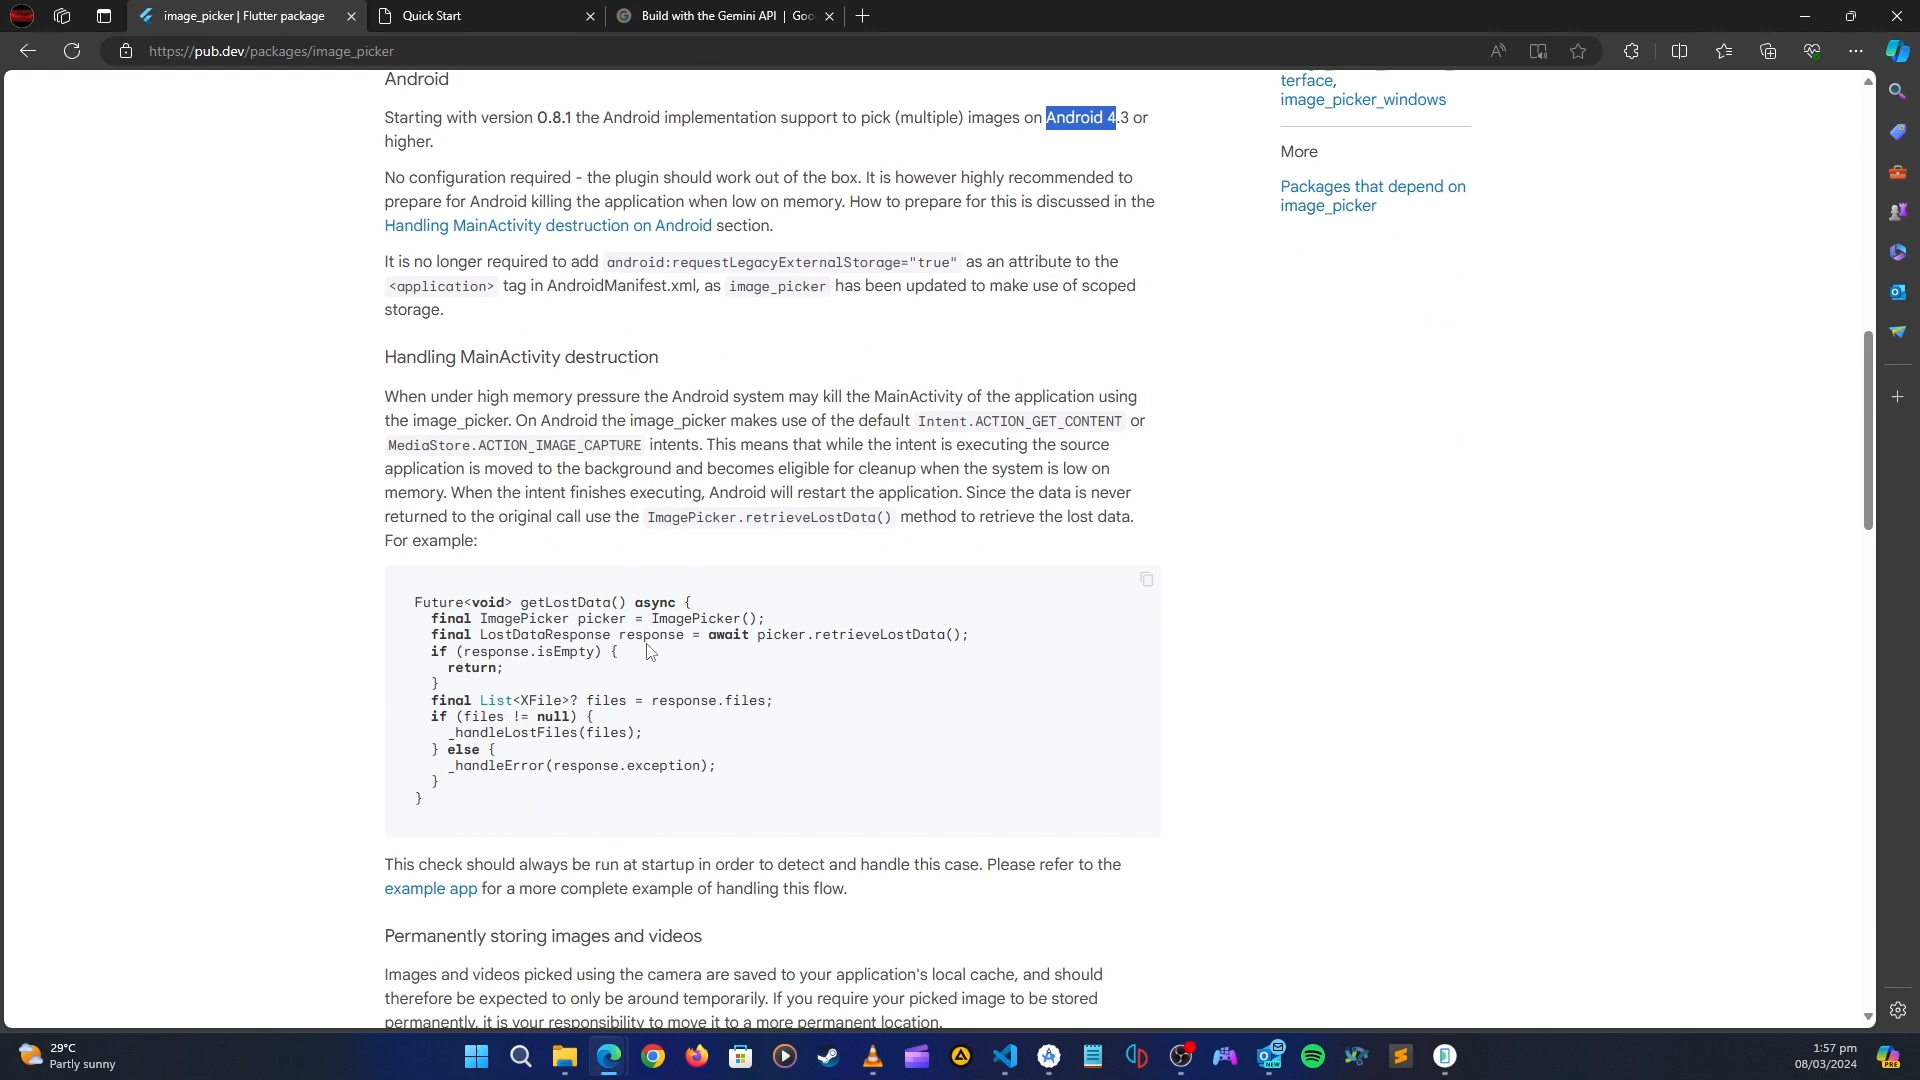 image_picker | Flutter package
Quick Start
Build with the Gemini API | Goo
https://pub.dev/packages/image_picker
Android
Starting with version 0.8.1 the Android implementation support to pick (multiple) images on Android 4.3 or
higher.
No configuration required - the plugin should work out of the box. It is however highly recommended to
prepare for Android killing the application when low on memory. How to prepare for this is discussed in the
Handling MainActivity destruction on Android section.
It is no longer required to add android:requestLegacyExternalStorage="true" as an attribute to the
<application> tag in AndroidManifest.xml, as image_picker has been updated to make use of scoped
storage.
Handling MainActivity destruction
When under high memory pressure the Android system may kill the MainActivity of the application using
the image_picker. On Android the image_picker makes use of the default Intent.ACTION_GET_CONTENT or
MediaStore.ACTION_IMAGE_CAPTURE intents. This means that while the intent is executing the source
application is moved to the background and becomes eligible for cleanup when the system is low on
memory. When the intent finishes executing, Android will restart the application. Since the data is never
returned to the original call use the ImagePicker.retrieveLostData() method to retrieve the lost data.
For example:
Future<void> getLostData() async {
final ImagePicker picker = ImagePicker();
final LostDataResponse response = await picker.retrieveLostData();
if (response.isEmpty) {
return;
}
final List<XFile>? files = response.files;
if (files != null) {
_handleLostFiles(files);
} else {
_handleError(response.exception);
}
}
This check should always be run at startup in order to detect and handle this case. Please refer to the
example app for a more complete example of handling this flow.
Permanently storing images and videos
Images and videos picked using the camera are saved to your application's local cache, and should
therefore be expected to only be around temporarily. If you require your picked image to be stored
permanently, it is your responsibility to move it to a more permanent location.
terface,
image_picker_windows
More
Packages that depend on
image_picker
29°C
Partly sunny
1:57 pm
08/03/2024